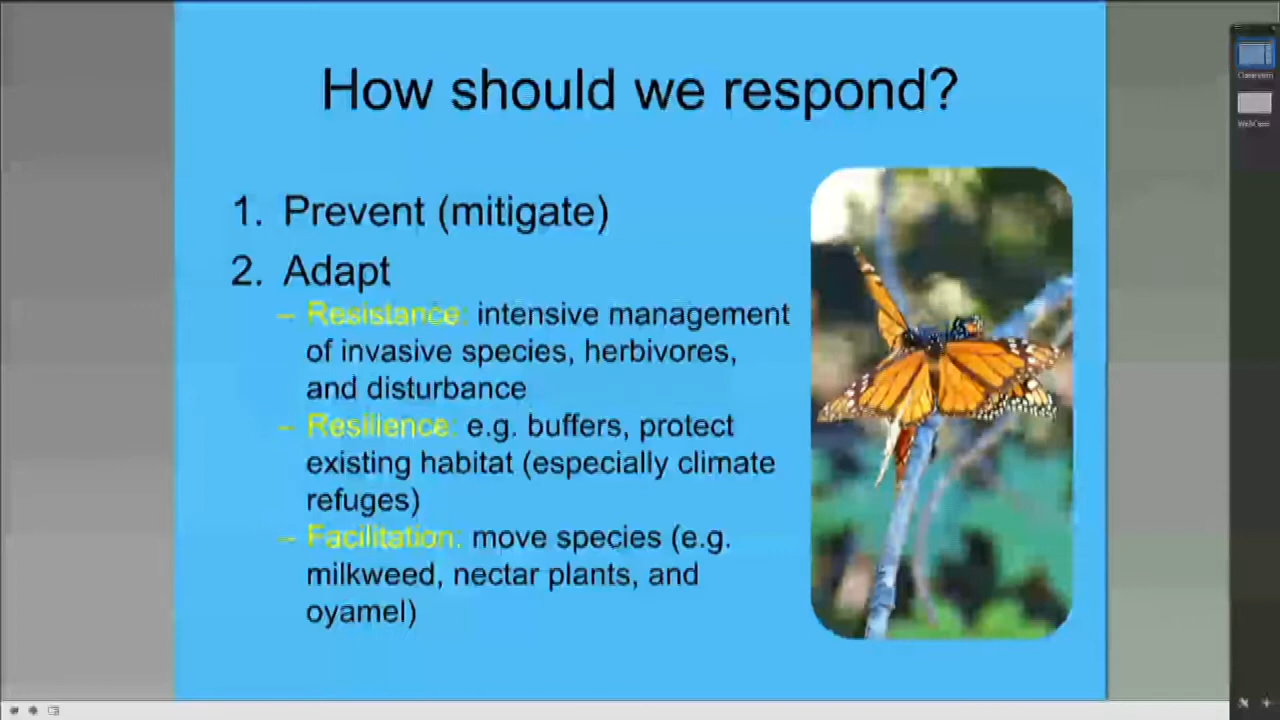 How should we respond?
1. Prevent (mitigate)
2. Adapt
– Resistance: intensive management
of invasive species, herbivores,
and disturbance
– Resilience: e.g. buffers, protect
existing habitat (especially climate
refuges)
– Facilitation: move species (e.g.
milkweed, nectar plants, and
oyamel)
Classroom